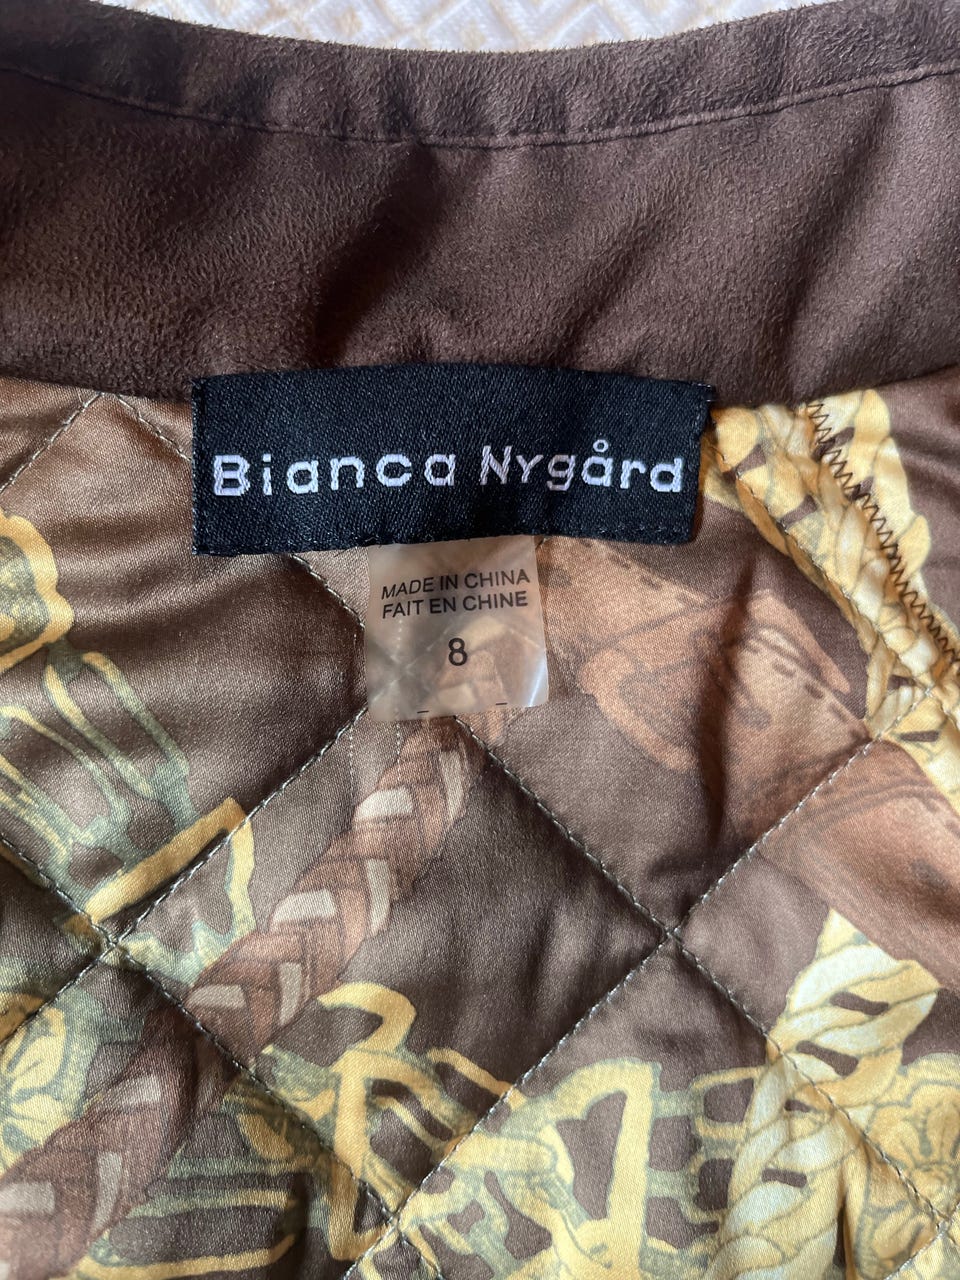 Bianca Nygård
MADE IN CHINA
FAIT EN CHINE
8